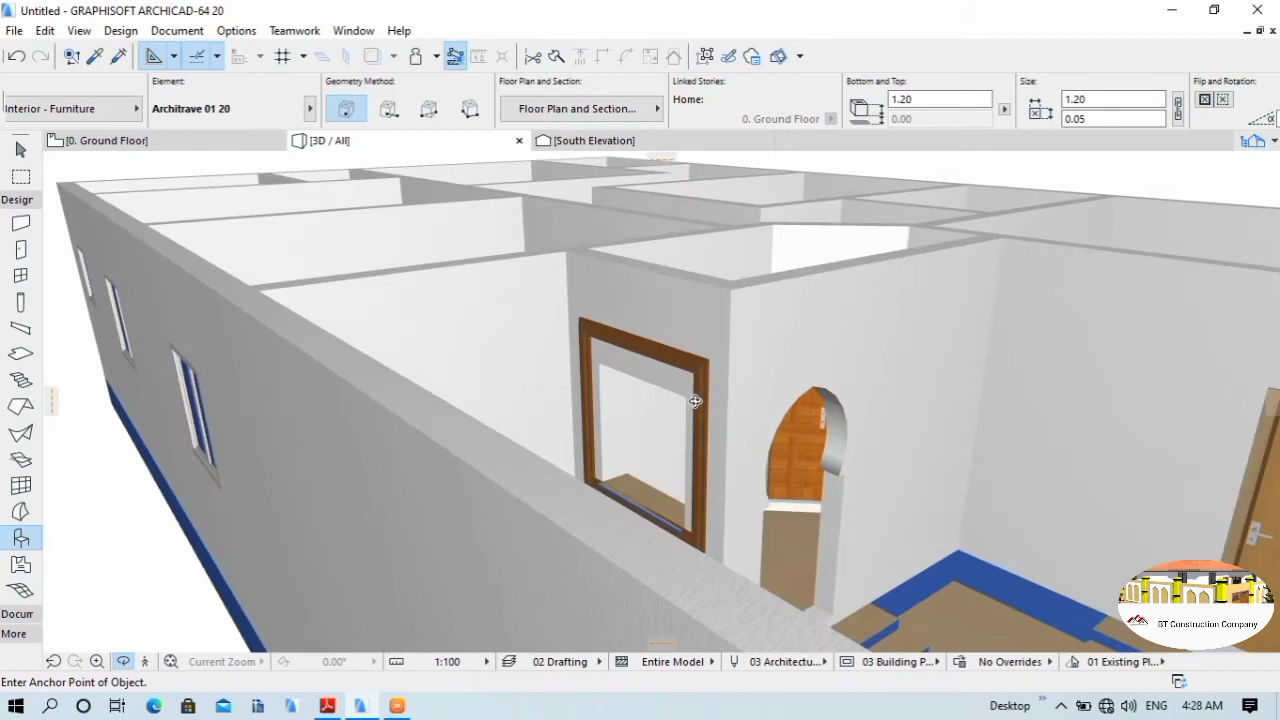 Untitled - GRAPHISOFT ARCHICAD-64 20
File Edit View Design Document Options Teamwork Window Help
Element:
Geometry Method:
Floor Plan and Section:
Linked Stories:
Bottom and Top:
Size:
Flip and Rotation:
Interior - Furniture
Architrave 01 20
Floor Plan and Section...
Home:
0. Ground Floor
1.20
0.00
1.20
0.05
[0. Ground Floor]
[3D / All]
[South Elevation]
Desigr
Docum
More
BT Construction Company
Current Zoom
0.00°
1:100
02 Drafting
Entire Model
03 Architectu...
03 Building P...
No Overrides
01 Existing Pl...
Enter Anchor Point of Object.
Desktop
ENG
4:28 AM